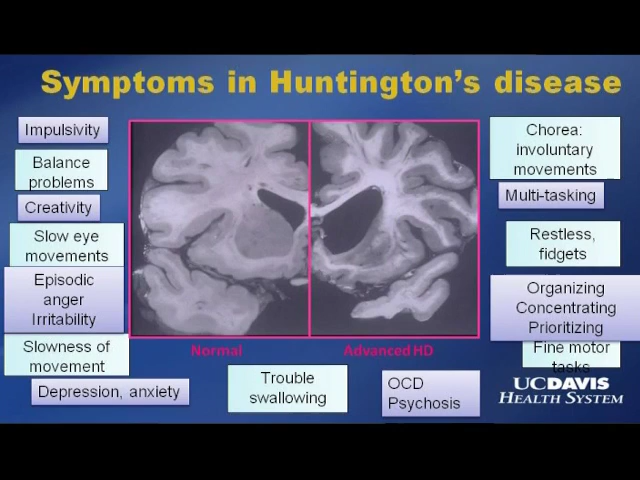 Symptoms in Huntington's disease
Impulsivity
Balance
problems
Creativity
Slow eye
movements
Episodic
anger
Irritability
Slowness of
movement
Depression, anxiety
Normal
Advanced HD
Trouble
swallowing
OCD
Psychosis
Chorea:
involuntary
movements
Multi-tasking
Restless,
fidgets
Organizing
Concentrating
Prioritizing
Fine motor
tasks
UCDAVIS
HEALTH SYSTEM